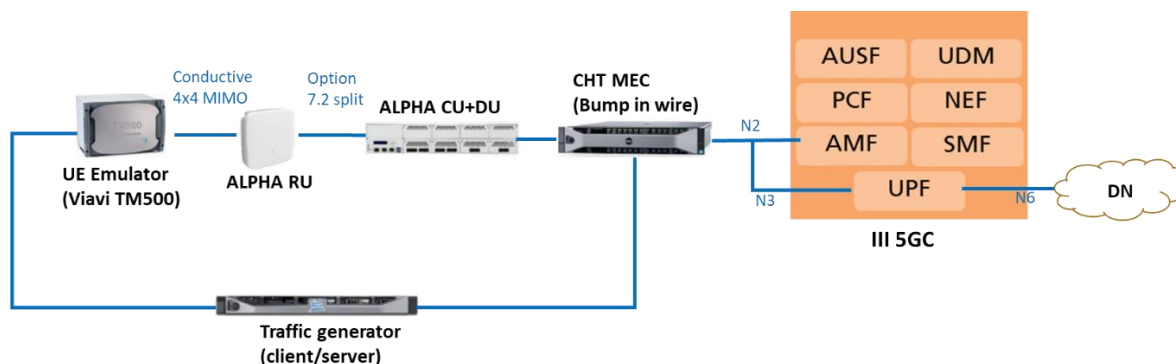 Conductive
4x4 MIMO
Option
7.2 split
ALPHA CU+DU
CHT MEC
(Bump in wire)
TM500
UE Emulator
(Viavi TM500)
ALPHA RU
N2
N3
AUSF
UDM
PCF
NEF
AMF
SMF
UPF
N6
DN
III 5GC
Traffic generator
(client/server)